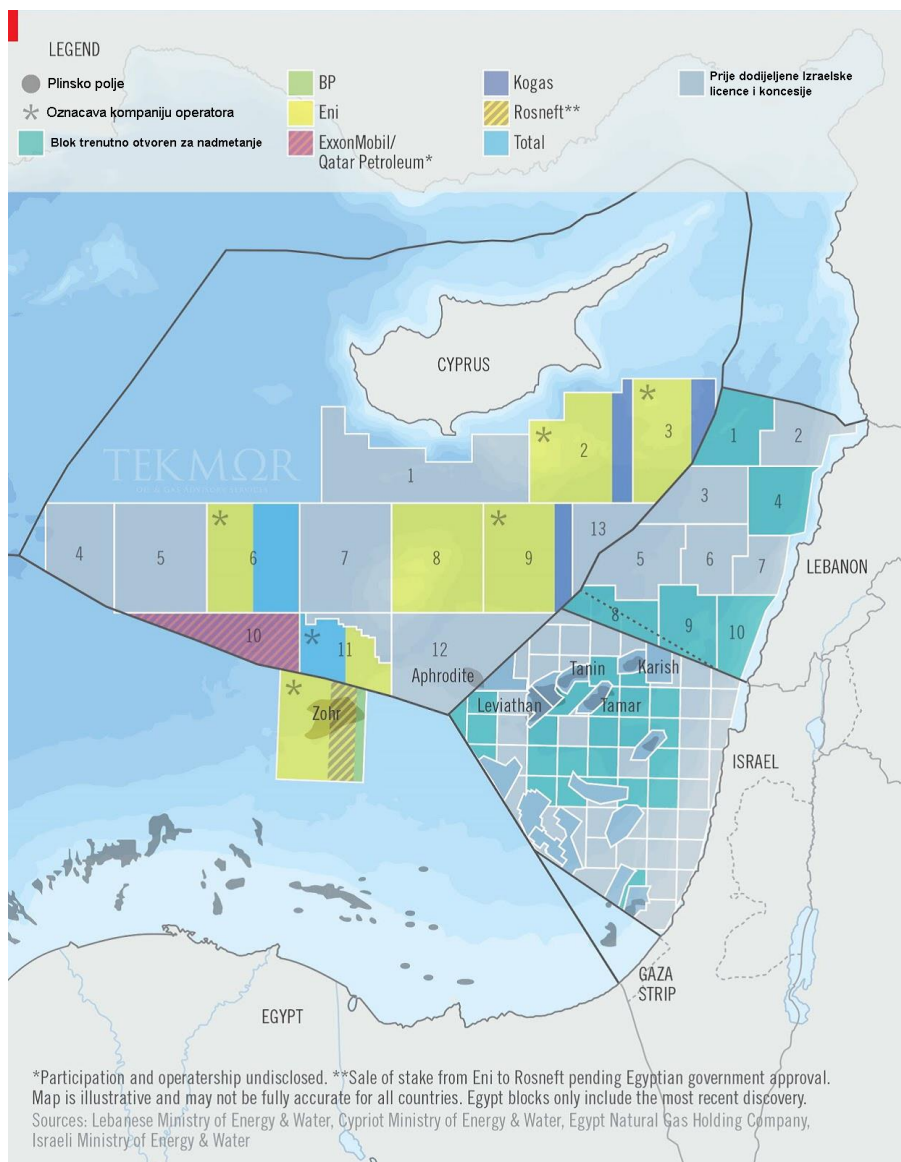 LEGEND
Plinsko polje
* Oznacava kompaniju operatora
Blok trenutno otvoren za nadmetanje
BP
Eni
ExxonMobil/
Qatar Petroleum*
Kogas
Rosneft**
Total
Prije dodijeljene Izraelske
licence i koncesije
CYPRUS
TEKMΩR
* 3
* 2
1
1
2
3
4
4
5
* 6
7
8
* 9
13
5
6
7
LEBANON
8
9
10
10
* 11
12
Aphrodite
Tanin
Karish
Leviathan
Tamar
* Zohr
ISRAEL
GAZA
STRIP
EGYPT
*Participation and operatership undisclosed. **Sale of stake from Eni to Rosneft pending Egyptian government approval.
Map is illustrative and may not be fully accurate for all countries. Egypt blocks only include the most recent discovery.
Sources: Lebanese Ministry of Energy & Water, Cypriot Ministry of Energy & Water, Egypt Natural Gas Holding Company,
Israeli Ministry of Energy & Water